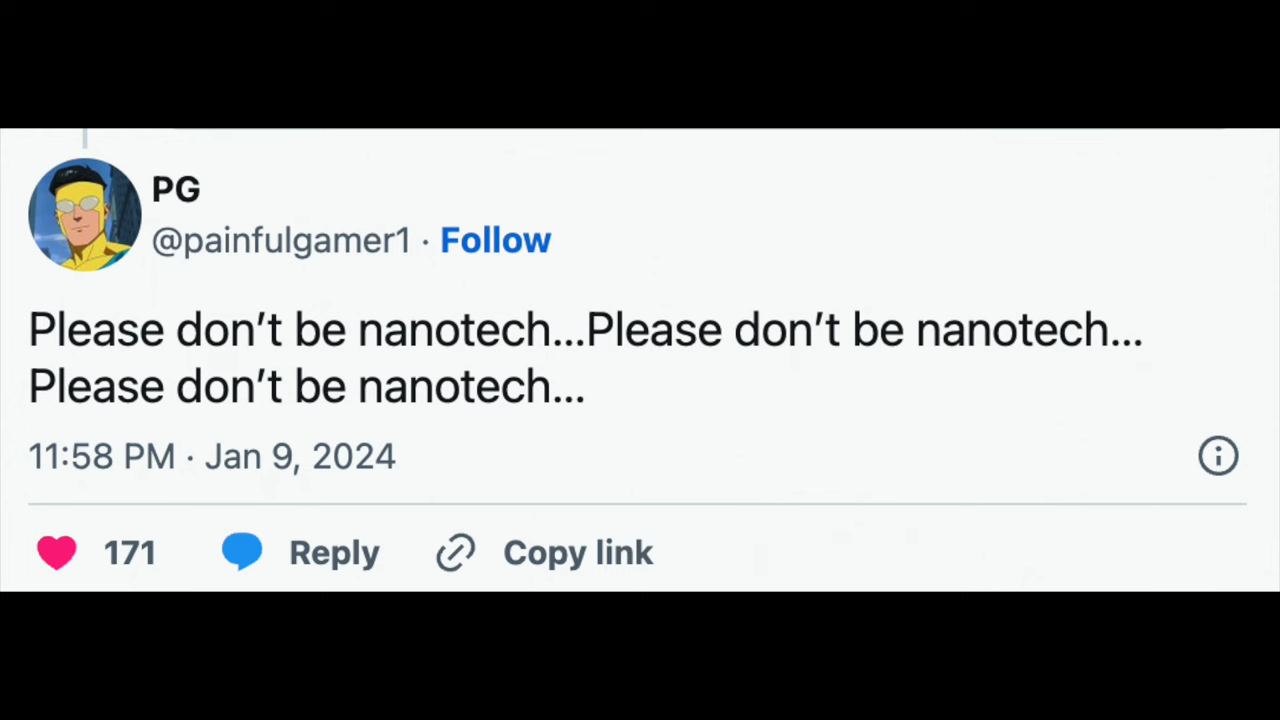 PG
@painfulgamer1 · Follow
Please don’t be nanotech...Please don’t be nanotech...
Please don’t be nanotech...
11:58 PM · Jan 9, 2024
171 Reply Copy link